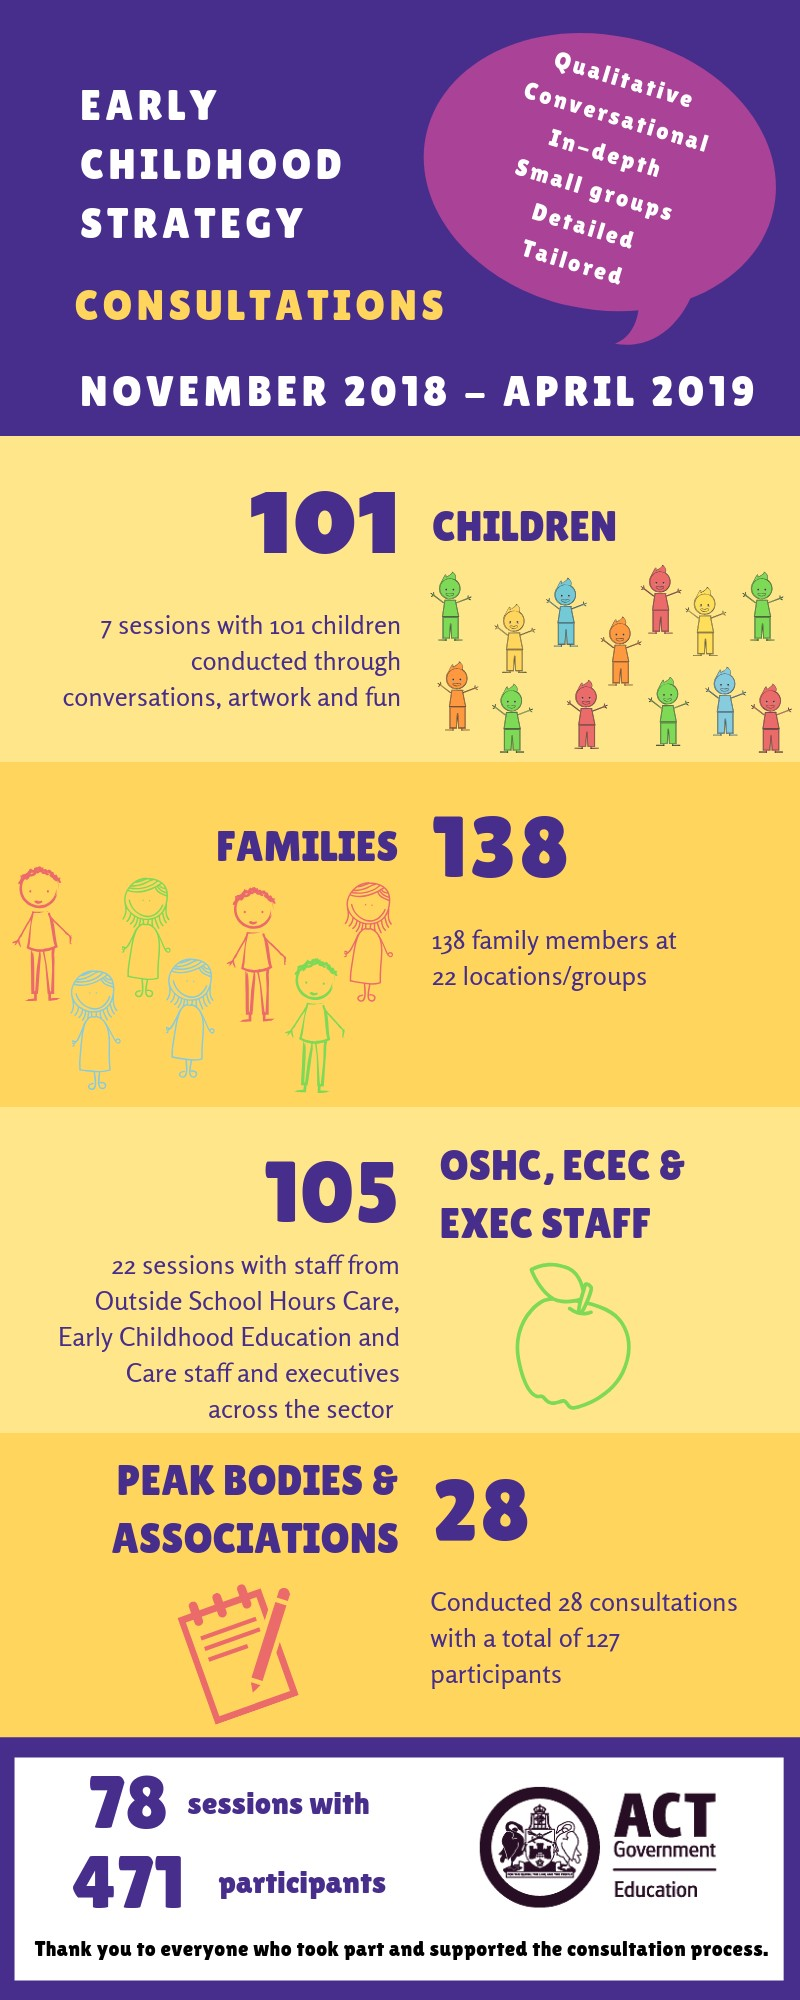 EARLY
CHILDHOOD
STRATEGY
CONSULTATIONS
NOVEMBER 2018 – APRIL 2019
Qualitative
Conversational
In-depth
Small groups
Detailed
Tailored
101 CHILDREN
7 sessions with 101 children
conducted through
conversations, artwork and fun
FAMILIES 138
138 family members at
22 locations/groups
105
OSHC, ECEC &
EXEC STAFF
22 sessions with staff from
Outside School Hours Care,
Early Childhood Education and
Care staff and executives
across the sector
PEAK BODIES &
ASSOCIATIONS
28
Conducted 28 consultations
with a total of 127
participants
78 sessions with
471 participants
ACT
Government
Education
Thank you to everyone who took part and supported the consultation process.